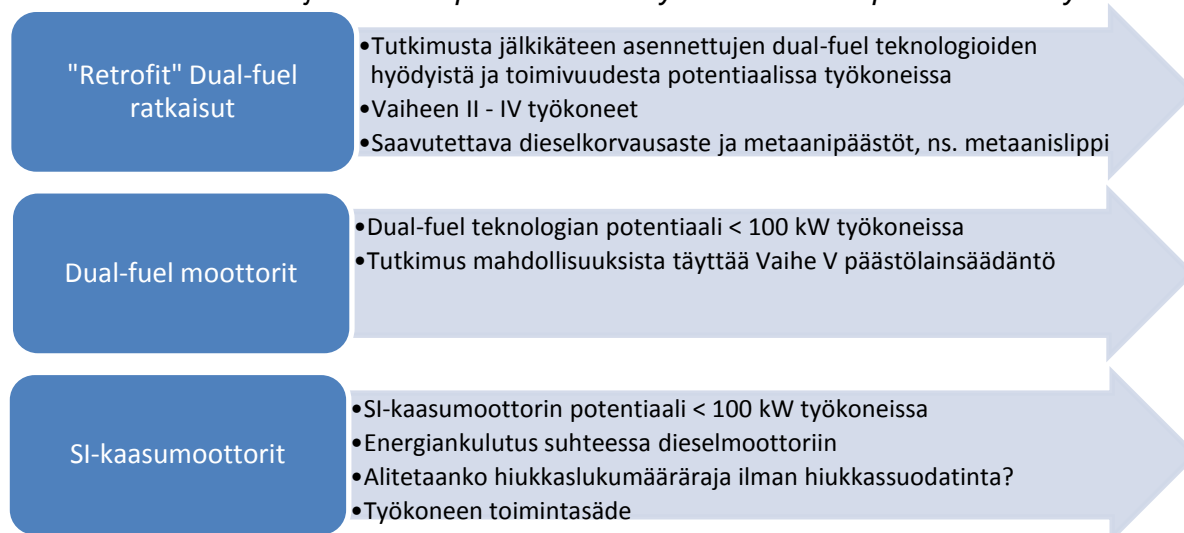 "Retrofit" Dual-fuel
ratkaisut
•Tutkimusta jälkikäteen asennettujen dual-fuel teknologioiden
hyödyistä ja toimivuudesta potentiaalissa työkoneissa
•Vaiheen II - IV työkoneet
•Saavutettava dieselkorvausaste ja metaanipäästöt, ns. metaanislippi
Dual-fuel moottorit
•Dual-fuel teknologian potentiaali < 100 kW työkoneissa
•Tutkimus mahdollisuuksista täyttää Vaihe V päästölainsäädäntö
SI-kaasumoottorit
•SI-kaasumoottorin potentiaali < 100 kW työkoneissa
•Energiankulutus suhteessa dieselmoottoriin
•Alitetaanko hiukkaslukumääräraja ilman hiukkassuodatinta?
•Työkoneen toimintasäde